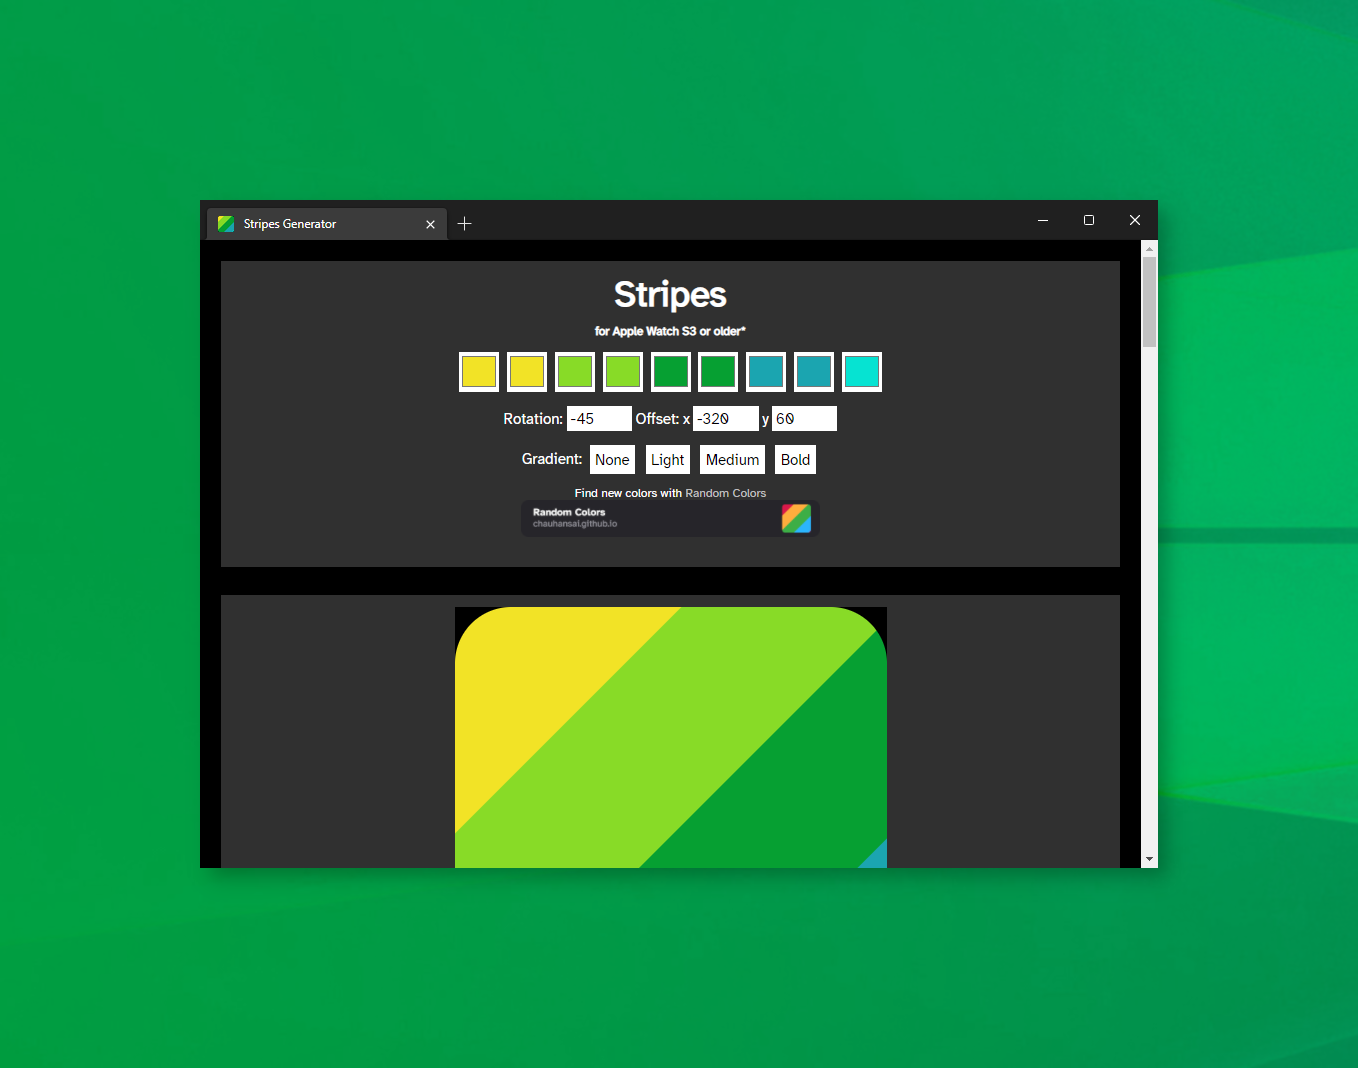 Stripes Generator
Stripes
for Apple Watch S3 or older*
Rotation: -45 Offset: x -320 y 60
Gradient: None Light Medium Bold
Find new colors with Random Colors
Random Colors
chauhansal.github.io